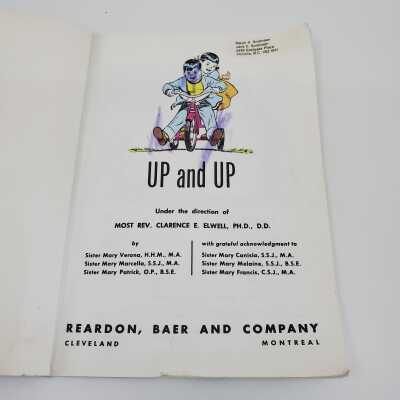 UP and UP
Under the direction of
MOST REV. CLARENCE E. ELWELL, PH.D., D.D.
by
Sister Mary Verona, H.H.M., M.A.
Sister Mary Marcella, S.S.J., M.A.
Sister Mary Patrick, O.P., B.S.E.
with grateful acknowledgment to
Sister Mary Canisia, S.S.J., M.A.
Sister Mary Melaine, S.S.J., B.S.E.
Sister Mary Francis, C.S.J., M.A.
REARDON, BAER AND COMPANY
CLEVELAND MONTREAL